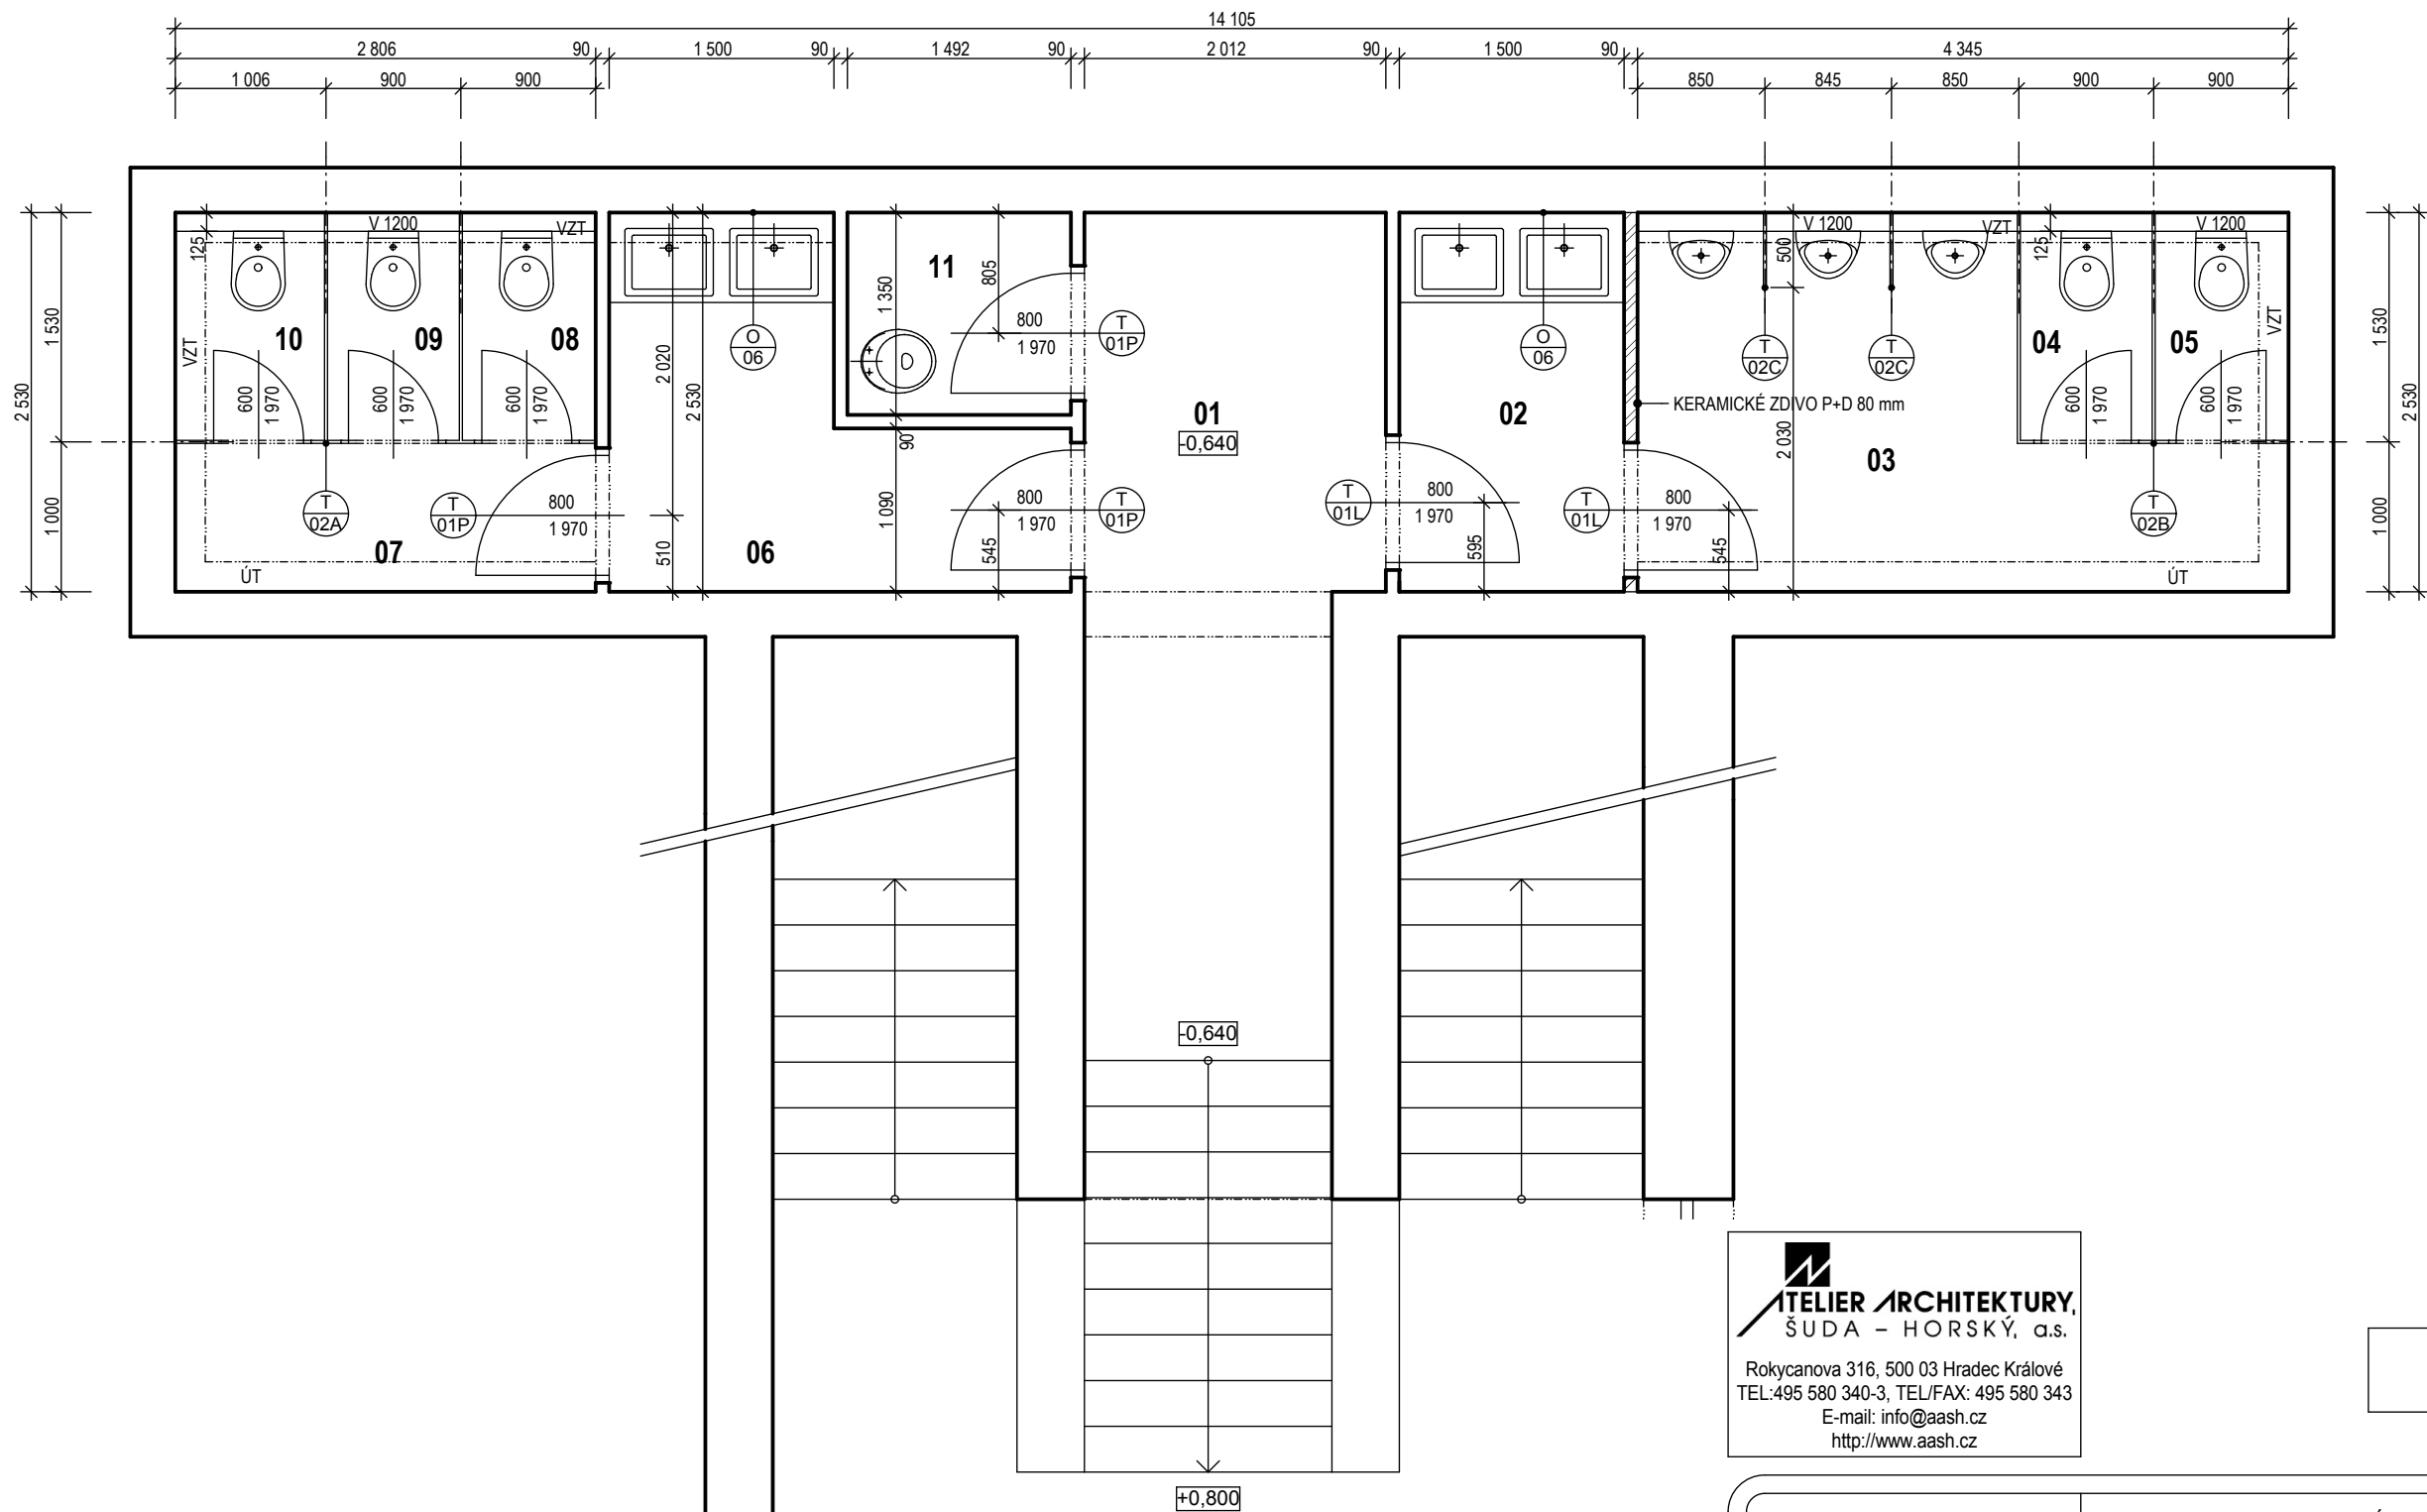 14 105
2 806 90 1 500 90 1 492 90 2 012 90 1 500 90 4 345
1 006 900 900 850 845 850 900 900
125 V 1200 VZT 500 V 1200 VZT 125 V 1200
2 530 1 530 1 000
VZT 10 09 08
600 1 970
600 1 970
600 1 970
2 020 2 530 510
O 06
11
1 350 805
800 1 970
T 01P
90 1 090
01
-0,640
02
O 06
T 02C
T 02C
KERAMICKÉ ZDIVO P+D 80 mm
2 030
03
04 05 VZT
600 1 970
600 1 970
1 530 2 530 1 000
T 02A
T 01P
800 1 970
07
ÚT
06
545
800 1 970
T 01P
T 01L
800 1 970
595
T 01L
800 1 970
545
T 02B
ÚT
-0,640
+0,800
ATELIER ARCHITEKTURY,
ŠUDA – HORSKÝ, a.s.
Rokycanova 316, 500 03 Hradec Králové
TEL:495 580 340-3, TEL/FAX: 495 580 343
E-mail: info@aash.cz
http://www.aash.cz